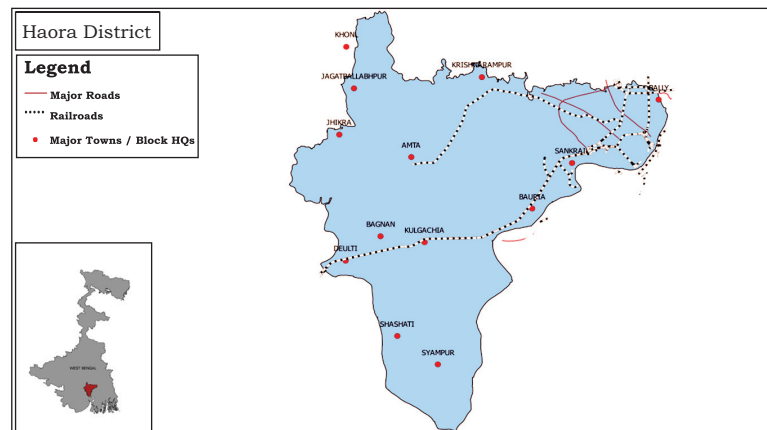 Haora District
Legend
Major Roads
Railroads
Major Towns / Block HQs
KHONL
KRISHNARAMPUR
JAGATBALLABHPUR
BALLY
JHIKRA
AMTA
SANKRAIL
BAURIA
BAGNAN
KULGACHIA
DEULTI
SHASHATI
SYAMPUR
WEST BENGAL